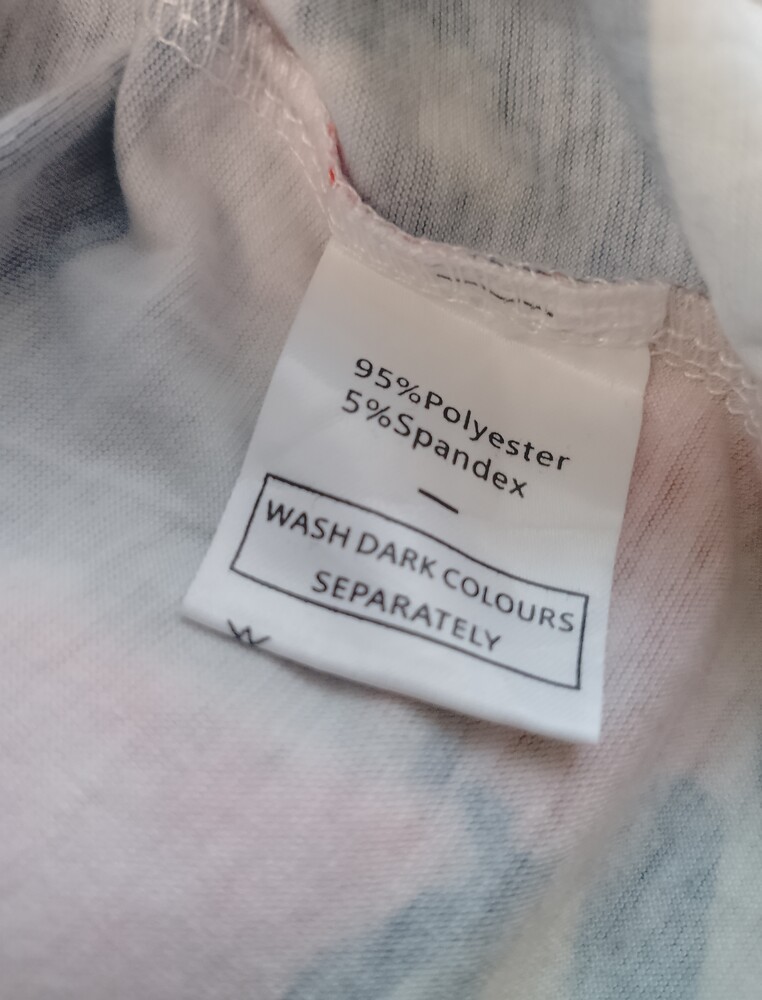 95%Polyester
5%Spandex
—
WASH DARK COLOURS
SEPARATELY